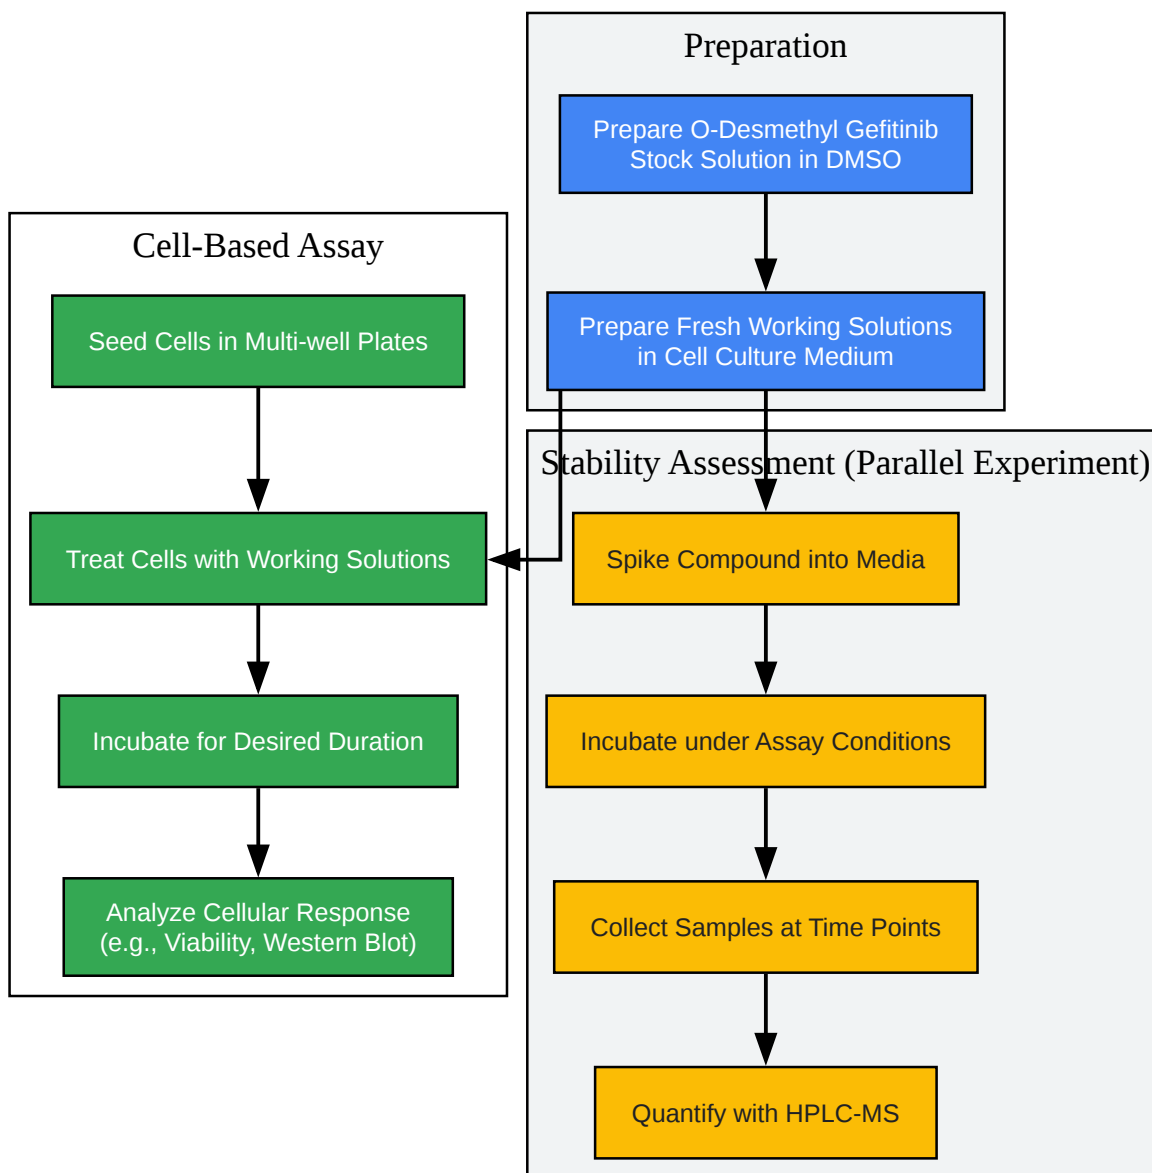 Preparation
Prepare O-Desmethyl Gefitinib
Stock Solution in DMSO
Prepare Fresh Working Solutions
in Cell Culture Medium
Cell-Based Assay
Seed Cells in Multi-well Plates
Treat Cells with Working Solutions
Incubate for Desired Duration
Analyze Cellular Response
(e.g., Viability, Western Blot)
Stability Assessment (Parallel Experiment)
Spike Compound into Media
Incubate under Assay Conditions
Collect Samples at Time Points
Quantify with HPLC-MS